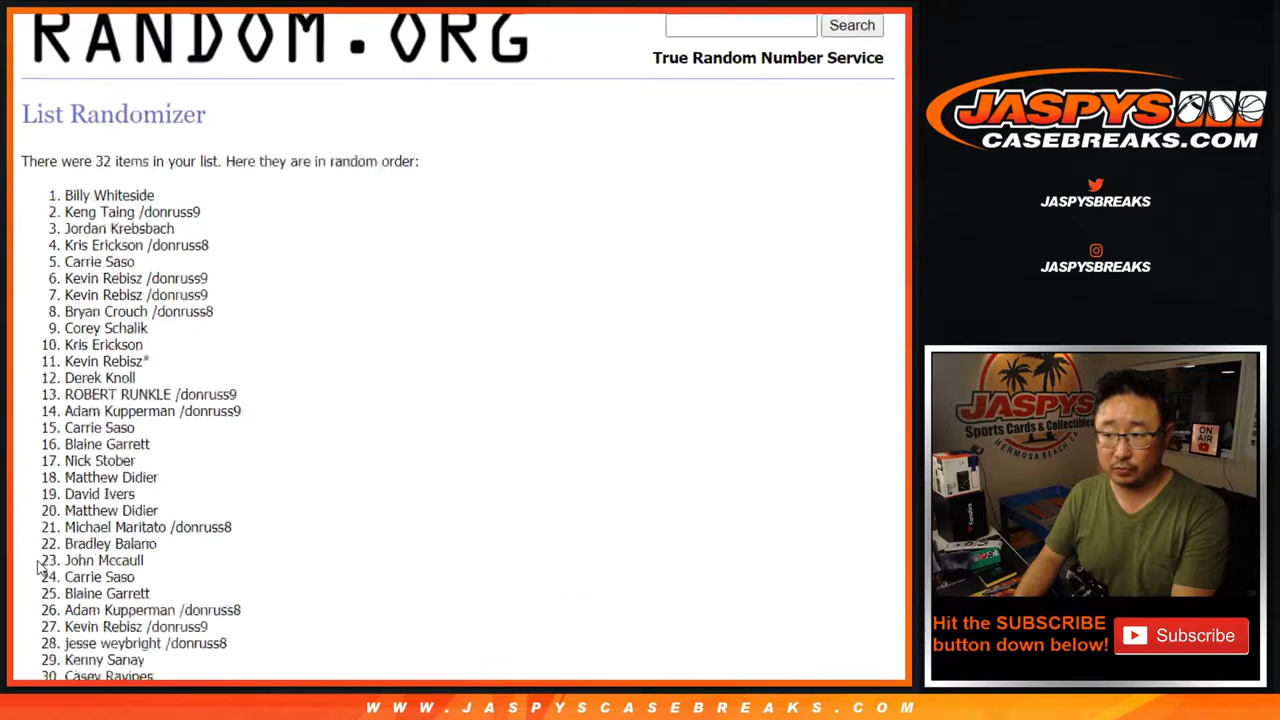 RANDOM.ORG
Search
True Random Number Service
List Randomizer
There were 32 items in your list. Here they are in random order:
1. Billy Whiteside
2. Keng Taing /donruss9
3. Jordan Krebsbach
4. Kris Erickson /donruss8
5. Carrie Saso
6. Kevin Rebisz /donruss9
7. Kevin Rebisz /donruss9
8. Bryan Crouch /donruss8
9. Corey Schalik
10. Kris Erickson
11. Kevin Rebisz*
12. Derek Knoll
13. ROBERT RUNKLE /donruss9
14. Adam Kupperman /donruss9
15. Carrie Saso
16. Blaine Garrett
17. Nick Stober
18. Matthew Didier
19. David Ivers
20. Matthew Didier
21. Michael Maritato /donruss8
22. Bradley Balarro
23. John Mccaull
24. Carrie Saso
25. Blaine Garrett
26. Adam Kupperman /donruss8
27. Kevin Rebisz /donruss9
28. jesse weybright /donruss8
29. Kenny Sanay
30. Casey
JASPYS
CASEBREAKS.COM
JASPYSBREAKS
JASPYSBREAKS
JASPYS
Sports Cards & Collectibles
HERMOSA BEACH, CA
ON AIR
Fanatics
Hit the SUBSCRIBE
button down below!
Subscribe
WWW.JASPYSCASEBREAKS.COM